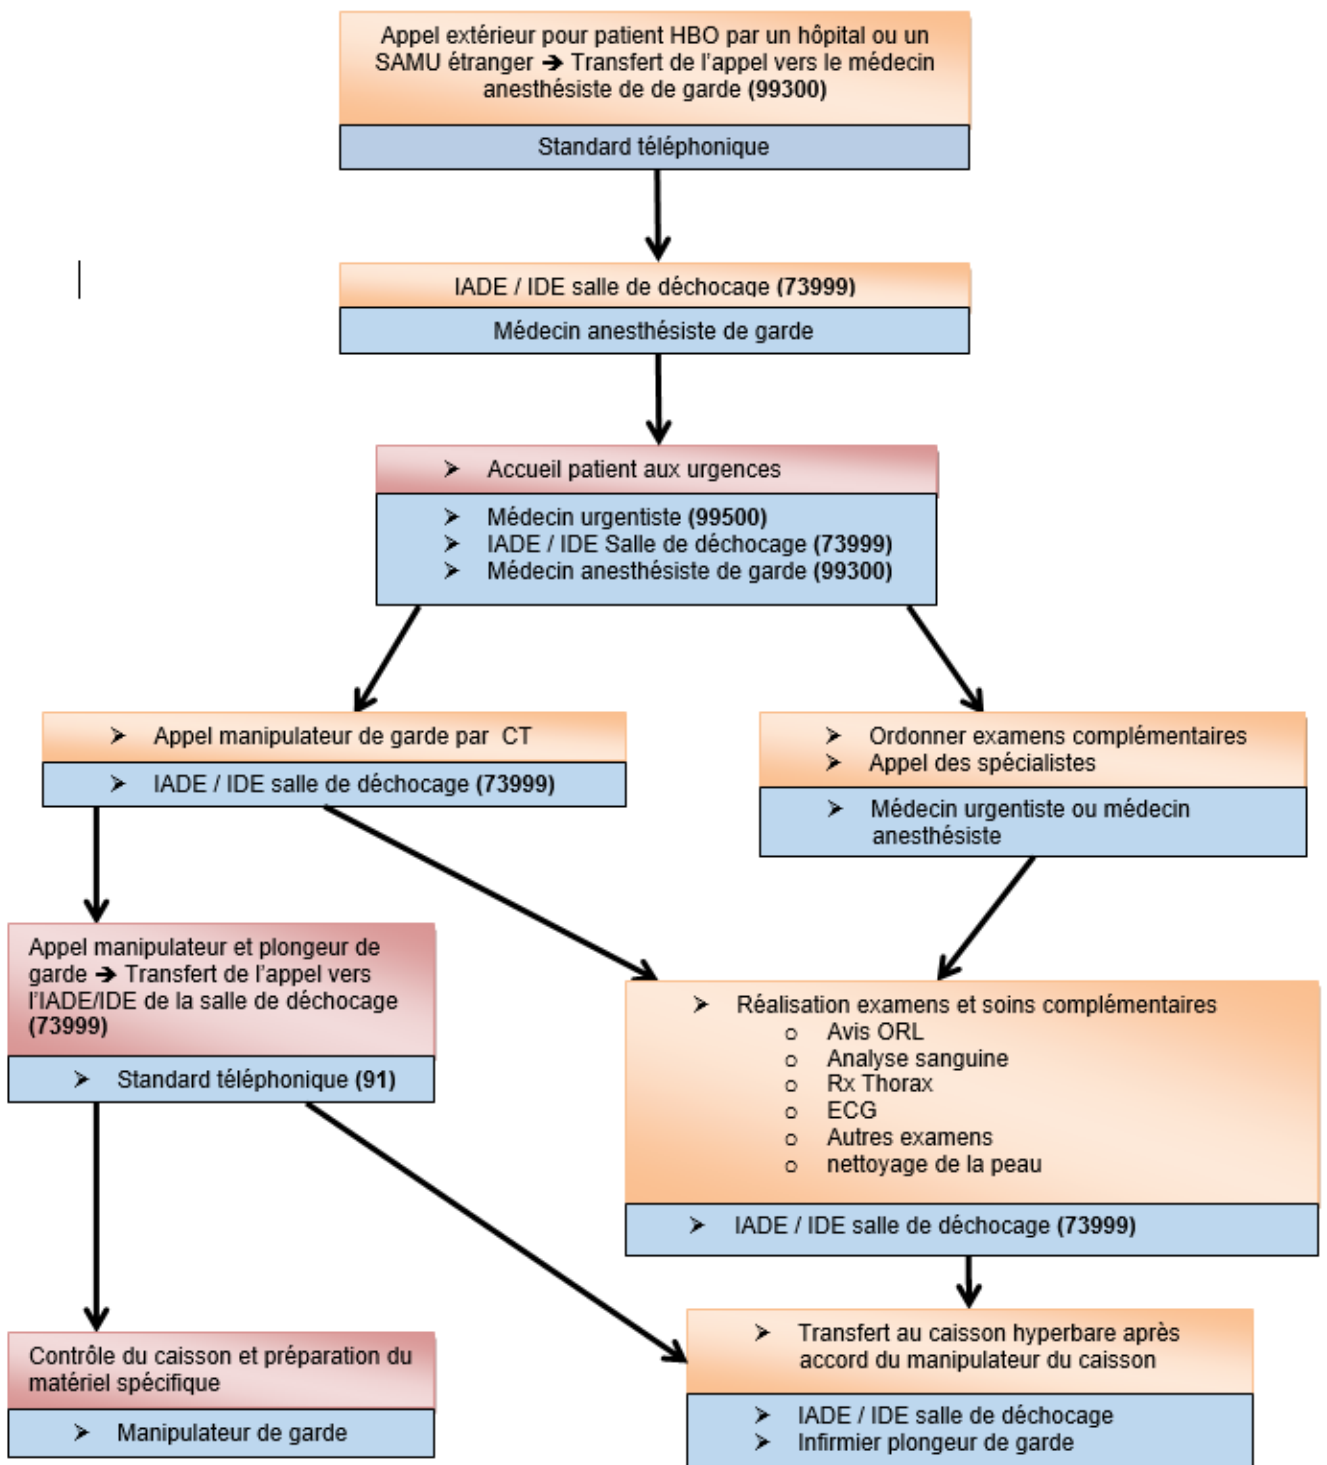 Appel extérieur pour patient HBO par un hôpital ou un
SAMU étranger ➔ Transfert de l'appel vers le médecin
anesthésiste de de garde (99300)
Standard téléphonique
IADE / IDE salle de déchocage (73999)
Médecin anesthésiste de garde
➢ Accueil patient aux urgences
➢ Médecin urgentiste (99500)
➢ IADE / IDE Salle de déchocage (73999)
➢ Médecin anesthésiste de garde (99300)
➢ Appel manipulateur de garde par CT
➢ IADE / IDE salle de déchocage (73999)
➢ Ordonner examens complémentaires
➢ Appel des spécialistes
➢ Médecin urgentiste ou médecin
anesthésiste
Appel manipulateur et plongeur de
garde ➔ Transfert de l'appel vers
l'IADE/IDE de la salle de déchocage
(73999)
➢ Standard téléphonique (91)
➢ Réalisation examens et soins complémentaires
o Avis ORL
o Analyse sanguine
o Rx Thorax
o ECG
o Autres examens
o nettoyage de la peau
➢ IADE / IDE salle de déchocage (73999)
Contrôle du caisson et préparation du
matériel spécifique
➢ Manipulateur de garde
➢ Transfert au caisson hyperbare après
accord du manipulateur du caisson
➢ IADE / IDE salle de déchocage
➢ Infirmier plongeur de garde